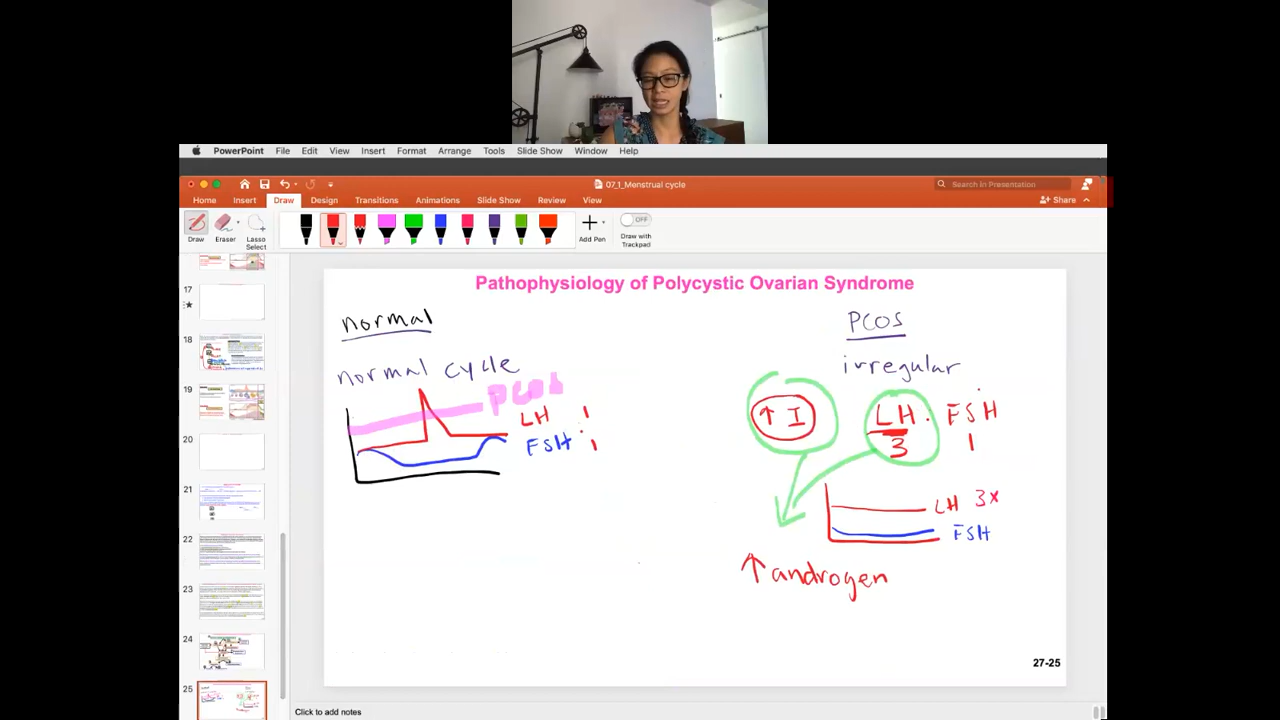 PowerPoint File Edit View Insert Format Arrange Tools Slide Show Window Help
07_1_Menstrual cycle
Search in Presentation
Home Insert Draw Design Transitions Animations Slide Show Review View
Share
Draw Eraser Lasso Select
Add Pen
OFF
Draw with Trackpad
17
18
19
20
21
22
23
24
25
Pathophysiology of Polycystic Ovarian Syndrome
normal
normal cycle
PCOS
LH : 1
FSH 1
PCOS
irregular
↑ I
LH : FSH
3 1
LH 3x
FSH
↑ androgen
27-25
Click to add notes